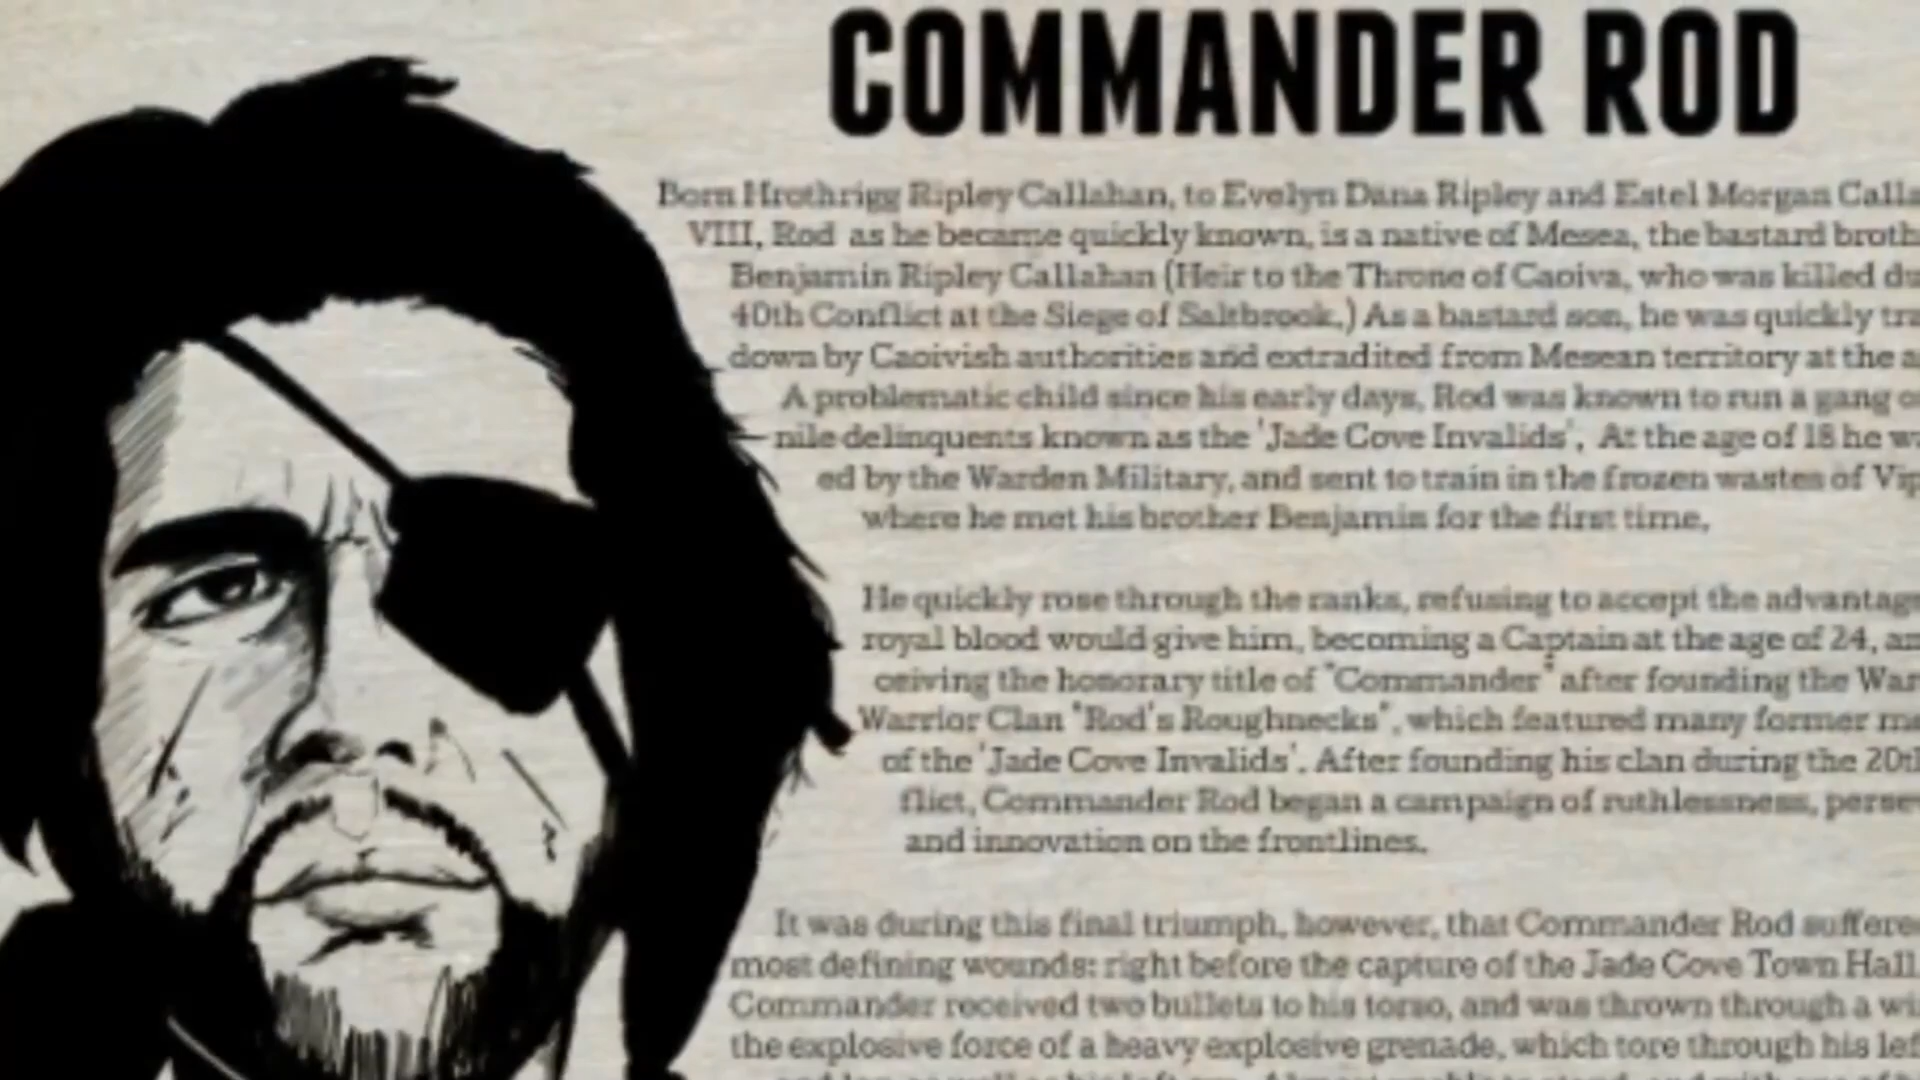 COMMANDER ROD
Born Hrothrigg Ripley Callahan, to Evelyn Dana Ripley and Estel Morgan Calla
VIII, Rod as he became quickly known, is a native of Mesea, the bastard broth
Benjamin Ripley Callahan (Heir to the Throne of Caoiva, who was killed du
40th Conflict at the Siege of Saltbrook.) As a bastard son, he was quickly tra
down by Caoivish authorities and extradited from Mesean territory at the a
A problematic child since his early days, Rod was known to run a gang o
nile delinquents known as the 'Jade Cove Invalids'. At the age of 18 he w
ed by the Warden Military, and sent to train in the frozen wastes of Vip
where he met his brother Benjamin for the first time.
He quickly rose through the ranks, refusing to accept the advantage
royal blood would give him, becoming a Captain at the age of 24, an
ceiving the honorary title of "Commander" after founding the War
Warrior Clan "Rod's Roughnecks", which featured many former me
of the 'Jade Cove Invalids'. After founding his clan during the 20th
flict, Commander Rod began a campaign of ruthlessness, perse
and innovation on the frontlines.
It was during this final triumph, however, that Commander Rod suffere
most defining wounds: right before the capture of the Jade Cove Town Hall
Commander received two bullets to his torso, and was thrown through a wi
the explosive force of a heavy explosive grenade, which tore through his lef